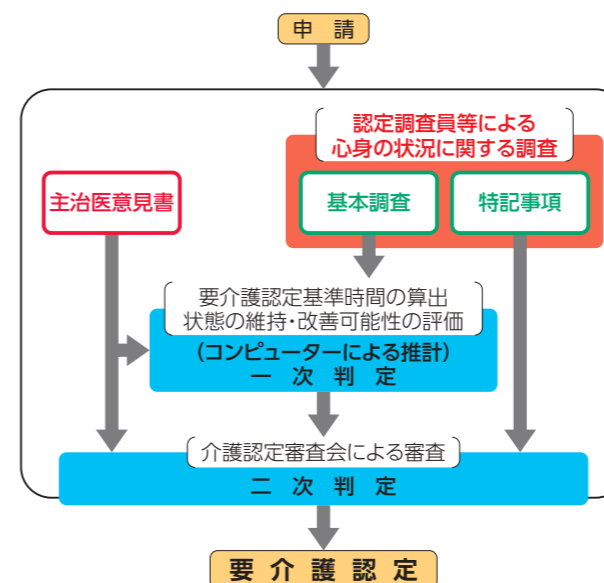 申請
認定調査員等による
心身の状況に関する調査
主治医意見書
基本調査
特記事項
要介護認定基準時間の算出
状態の維持・改善可能性の評価
(コンピューターによる推計)
一次判定
介護認定審査会による審査
二次判定
要介護認定